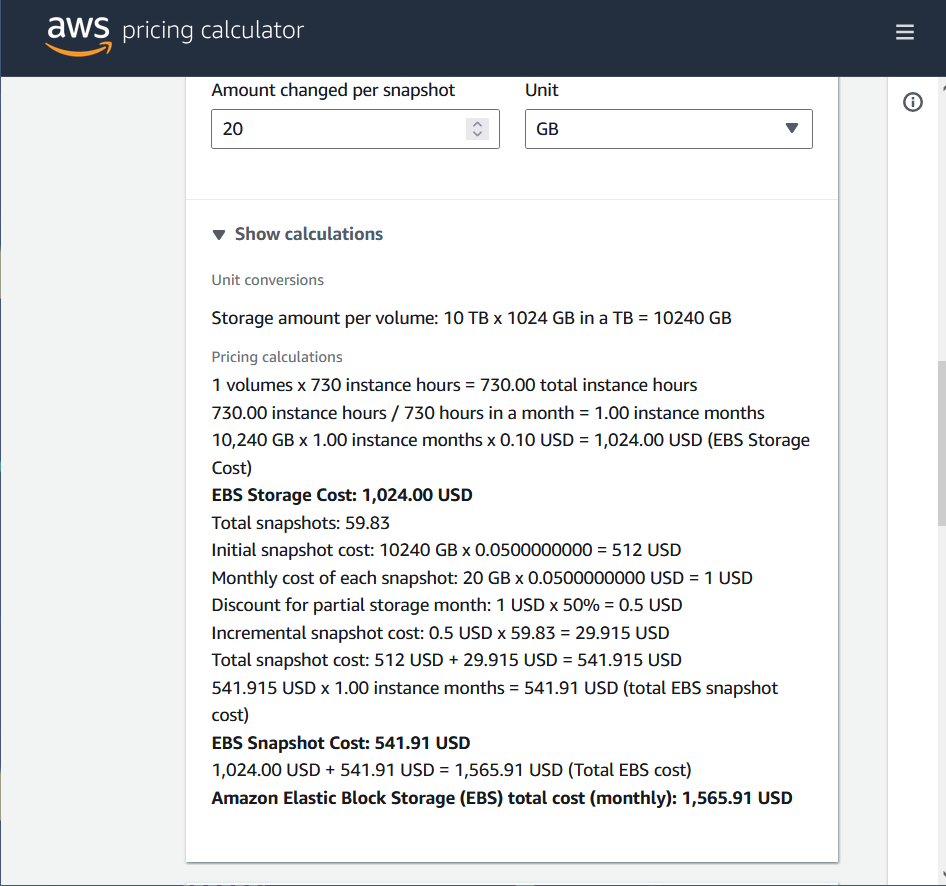 aws pricing calculator
Amount changed per snapshot
Unit
20
GB
Show calculations
Unit conversions
Storage amount per volume: 10 TB x 1024 GB in a TB = 10240 GB
Pricing calculations
1 volumes x 730 instance hours = 730.00 total instance hours
730.00 instance hours / 730 hours in a month = 1.00 instance months
10,240 GB x 1.00 instance months x 0.10 USD = 1,024.00 USD (EBS Storage
Cost)
EBS Storage Cost: 1,024.00 USD
Total snapshots: 59.83
Initial snapshot cost: 10240 GB x 0.0500000000 = 512 USD
Monthly cost of each snapshot: 20 GB x 0.0500000000 USD = 1 USD
Discount for partial storage month: 1 USD x 50% = 0.5 USD
Incremental snapshot cost: 0.5 USD x 59.83 = 29.915 USD
Total snapshot cost: 512 USD + 29.915 USD = 541.915 USD
541.915 USD x 1.00 instance months = 541.91 USD (total EBS snapshot
cost)
EBS Snapshot Cost: 541.91 USD
1,024.00 USD + 541.91 USD = 1,565.91 USD (Total EBS cost)
Amazon Elastic Block Storage (EBS) total cost (monthly): 1,565.91 USD